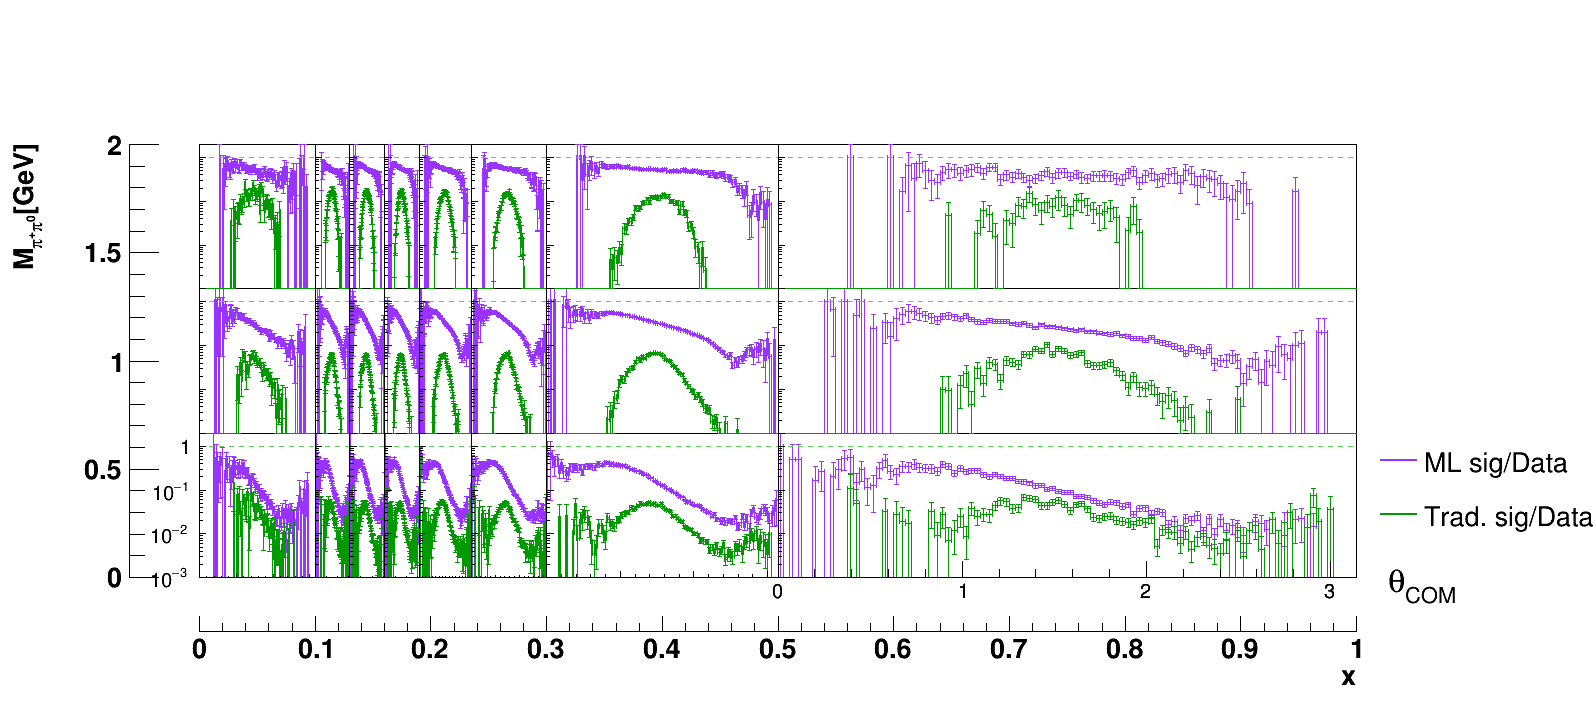 M_{π⁺π⁰}[GeV]
2
1.5
1
0.5
0
1
10⁻¹
10⁻²
10⁻³
ML sig/Data
Trad. sig/Data
0 1 2 3
θ_{COM}
0 0.1 0.2 0.3 0.4 0.5 0.6 0.7 0.8 0.9 1
x